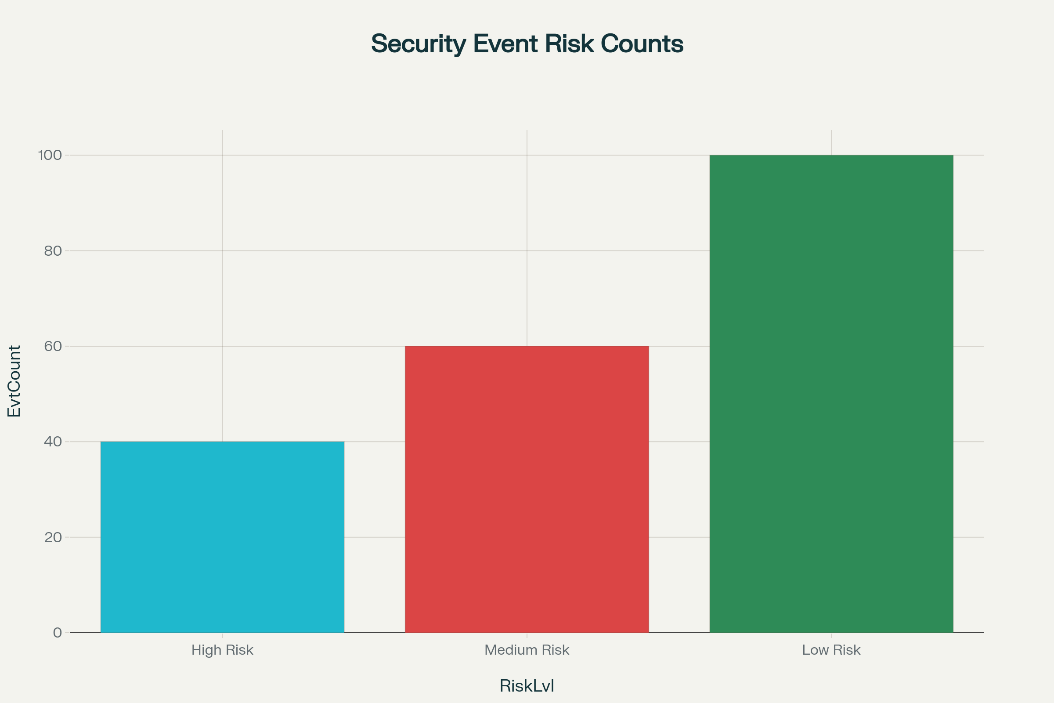 Security Event Risk Counts
100
80
60
40
20
0
EvtCount
High Risk
Medium Risk
Low Risk
RiskLvl